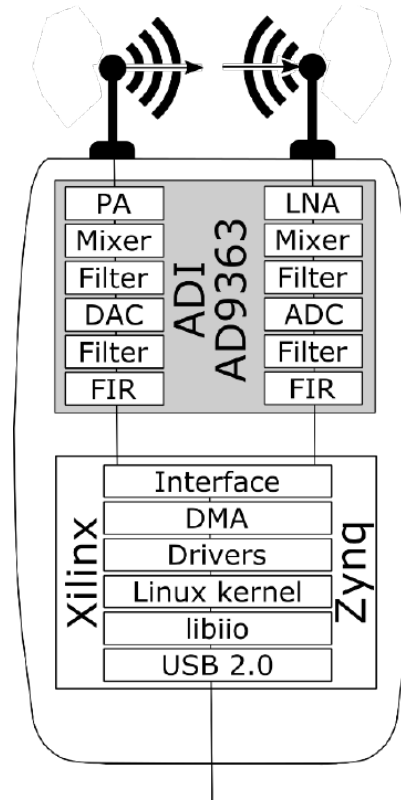 PA
Mixer
Filter
DAC
Filter
FIR
ADI
AD9363
LNA
Mixer
Filter
ADC
Filter
FIR
Xilinx
Interface
DMA
Drivers
Linux kernel
libiio
USB 2.0
Zynq